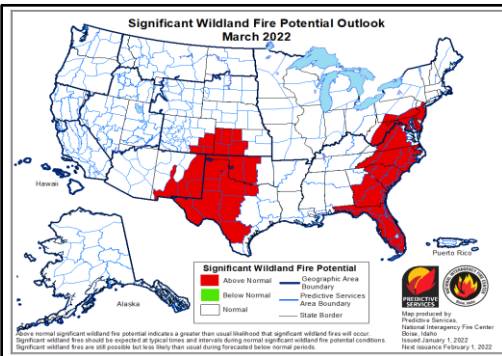 Significant Wildland Fire Potential Outlook
March 2022
Hawaii
Alaska
Puerto Rico
Significant Wildland Fire Potential
Above Normal
Below Normal
Normal
Geographic Area
Boundary
Predictive Services
Area Boundary
State Border
PREDICTIVE
SERVICES
Map produced by
Predictive Services,
National Interagency Fire Center
Boise, Idaho
Issued January 1, 2022
Next issuance February 1, 2022
Above normal significant wildland fire potential indicates a greater than usual likelihood that significant wildland fires will occur.
Significant wildland fires should be expected at typical times and intervals during normal significant wildland fire potential conditions.
Significant wildland fires are still possible but less likely than usual during forecasted below normal periods.